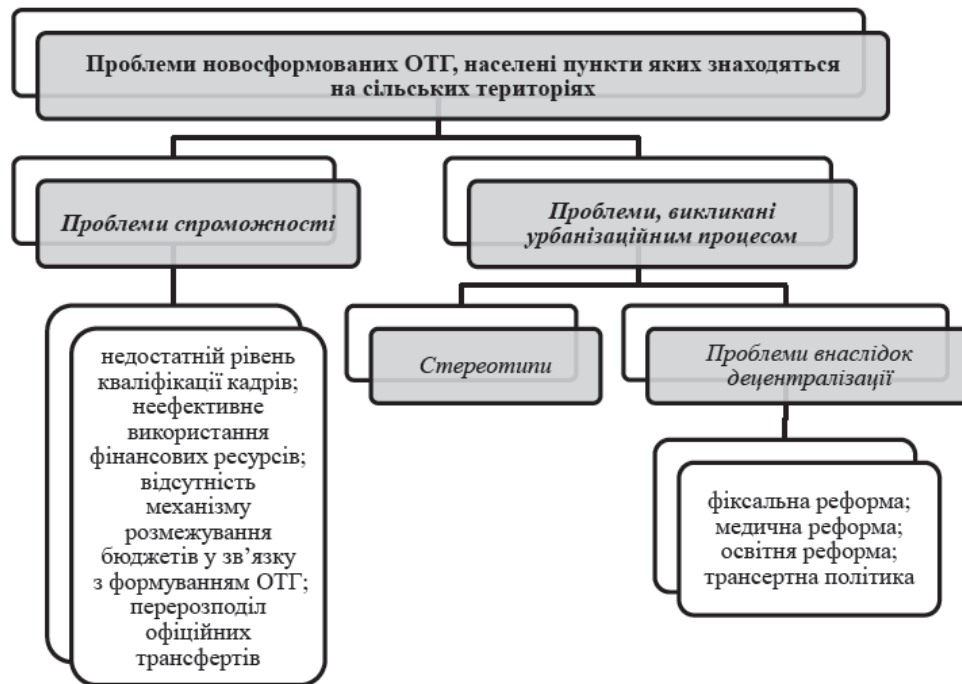 Проблеми новосформованих ОТГ, населені пункти яких знаходяться
на сільських територіях
Проблеми спроможності
Проблеми, викликані
урбанізаційним процесом
недостатній рівень
кваліфікації кадрів;
неефективне
використання
фінансових ресурсів;
відсутність
механізму
розмежування
бюджетів у зв’язку
з формуванням ОТГ;
перерозподіл
офіційних
трансфертів
Стереотипи
Проблеми внаслідок
децентралізації
фіксальна реформа;
медична реформа;
освітня реформа;
трансертна політика